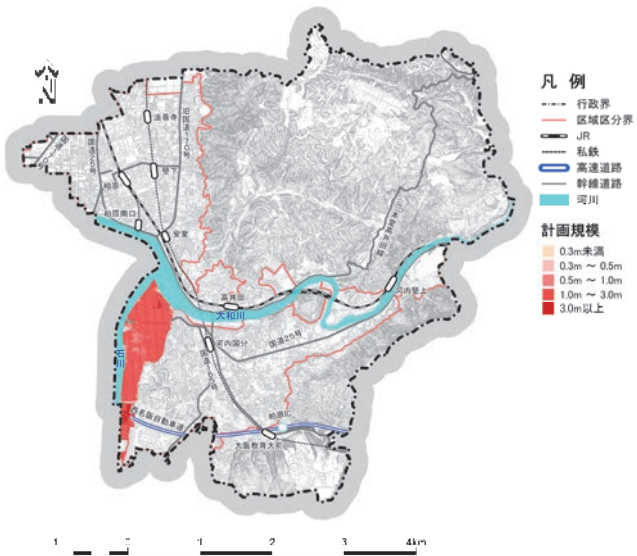 N
法善寺
旧国道170号
国道25号
堅下
柏原
柏原南口
安堂
高井田
大和川
河内堅上
河内国分
国道25号
石川
西名阪自動車道
柏原IC
大阪教育大前
凡 例
行政界
区域区分界
JR
私鉄
高速道路
幹線道路
河川
計画規模
0.3m未満
0.3m ～ 0.5m
0.5m ～ 1.0m
1.0m ～ 3.0m
3.0m以上
1 0 1 2 3 4km